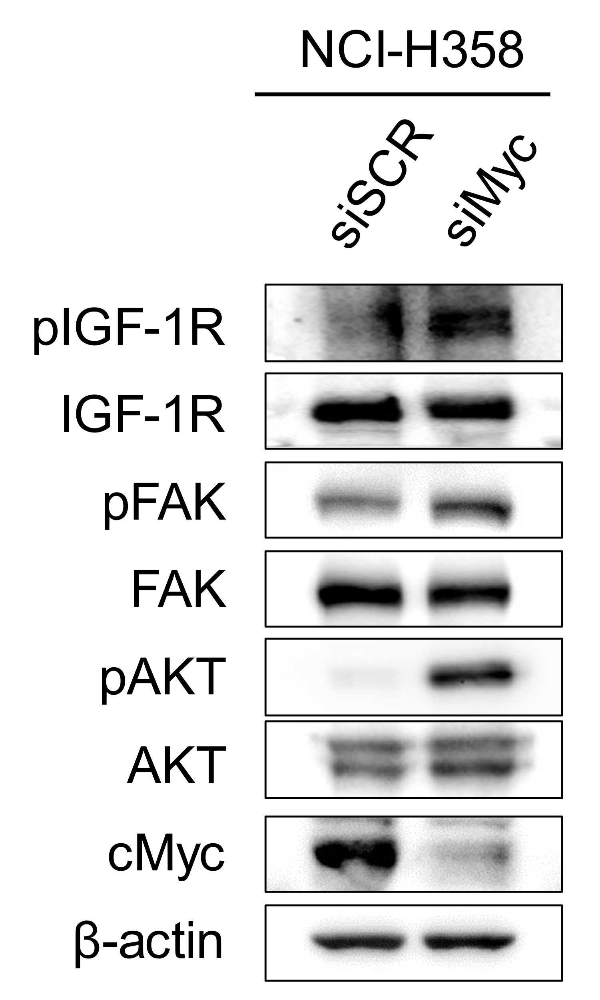 NCI-H358
siSCR siMyc
pIGF-1R
IGF-1R
pFAK
FAK
pAKT
AKT
cMyc
β-actin